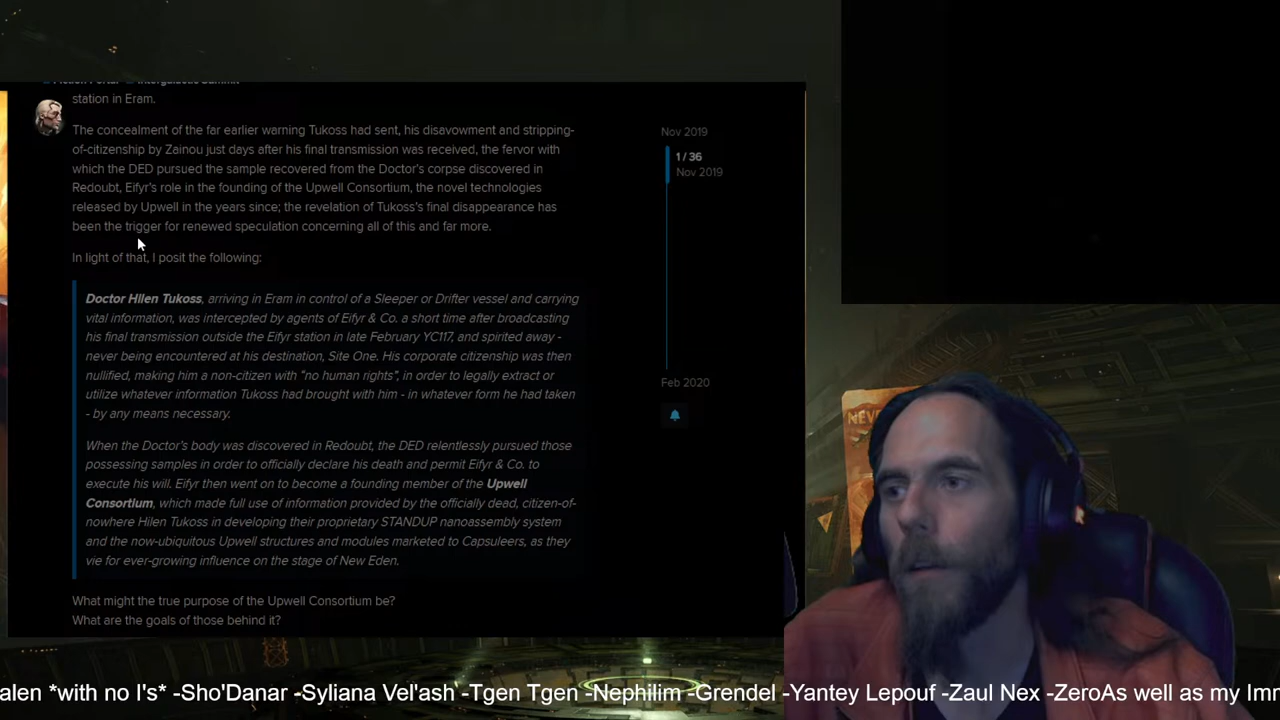 station in Eram.
The concealment of the far earlier warning Tukoss had sent, his disavowment and stripping-
of-citizenship by Zainou just days after his final transmission was received, the fervor with
which the DED pursued the sample recovered from the Doctor's corpse discovered in
Redoubt, Eifyr's role in the founding of the Upwell Consortium, the novel technologies
released by Upwell in the years since; the revelation of Tukoss's final disappearance has
been the trigger for renewed speculation concerning all of this and far more.
In light of that, I posit the following:
Doctor Hilen Tukoss, arriving in Eram in control of a Sleeper or Drifter vessel and carrying
vital information, was intercepted by agents of Eifyr & Co. a short time after broadcasting
his final transmission outside the Eifyr station in late February YC117, and spirited away -
never being encountered at his destination, Site One. His corporate citizenship was then
nullified, making him a non-citizen with "no human rights", in order to legally extract or
utilize whatever information Tukoss had brought with him - in whatever form he had taken
- by any means necessary.
When the Doctor's body was discovered in Redoubt, the DED relentlessly pursued those
possessing samples in order to officially declare his death and permit Eifyr & Co. to
execute his will. Eifyr then went on to become a founding member of the Upwell
Consortium, which made full use of information provided by the officially dead, citizen-of-
nowhere Hilen Tukoss in developing their proprietary STANDUP nanoassembly system
and the now-ubiquitous Upwell structures and modules marketed to Capsuleers, as they
vie for ever-growing influence on the stage of New Eden.
What might the true purpose of the Upwell Consortium be?
What are the goals of those behind it?
Nov 2019
1 / 36
Nov 2019
Feb 2020
NEVE
alen *with no I's* -Sho'Danar -Syliana Vel'ash -Tgen Tgen -Nephilim -Grendel -Yantey Lepouf -Zaul Nex -ZeroAs well as my Imm